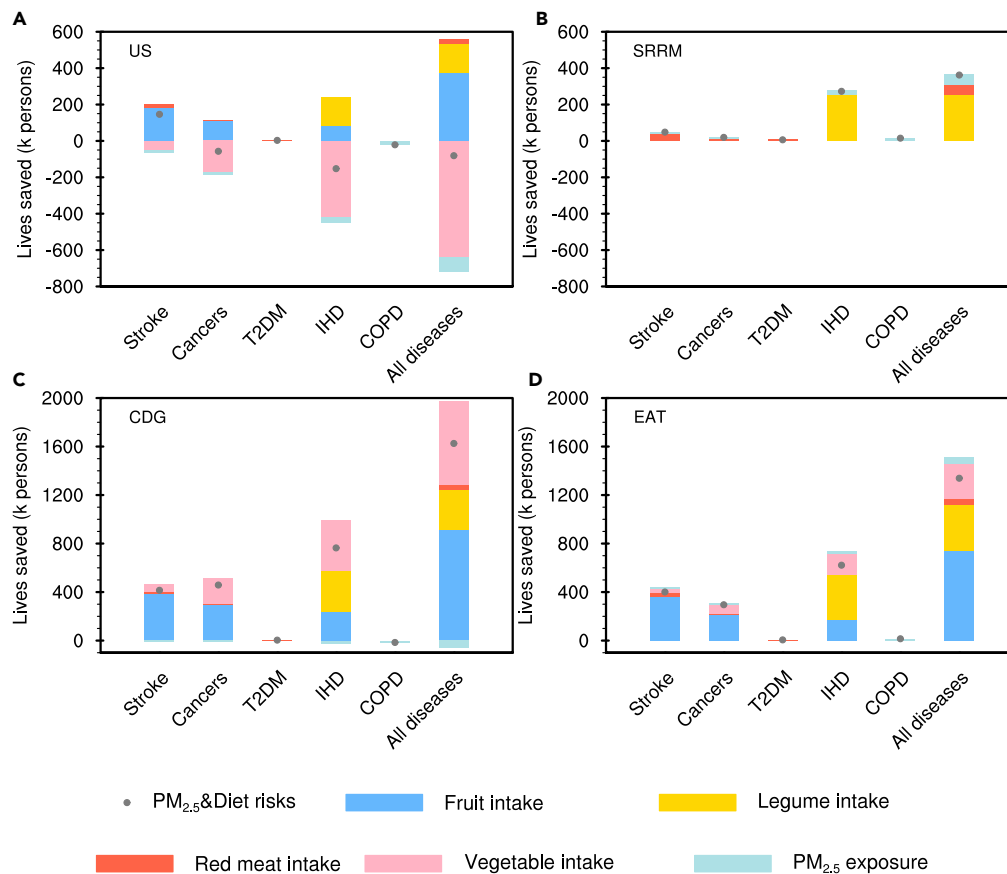 A
B
US
SRRM
Lives saved (k persons)
600
400
200
0
-200
-400
-600
-800
Stroke
Cancers
T2DM
IHD
COPD
All diseases
Lives saved (k persons)
600
400
200
0
-200
-400
-600
-800
Stroke
Cancers
T2DM
IHD
COPD
All diseases
C
D
CDG
EAT
Lives saved (k persons)
2000
1600
1200
800
400
0
Stroke
Cancers
T2DM
IHD
COPD
All diseases
Lives saved (k persons)
2000
1600
1200
800
400
0
Stroke
Cancers
T2DM
IHD
COPD
All diseases
PM2.5&Diet risks
Fruit intake
Legume intake
Red meat intake
Vegetable intake
PM2.5 exposure